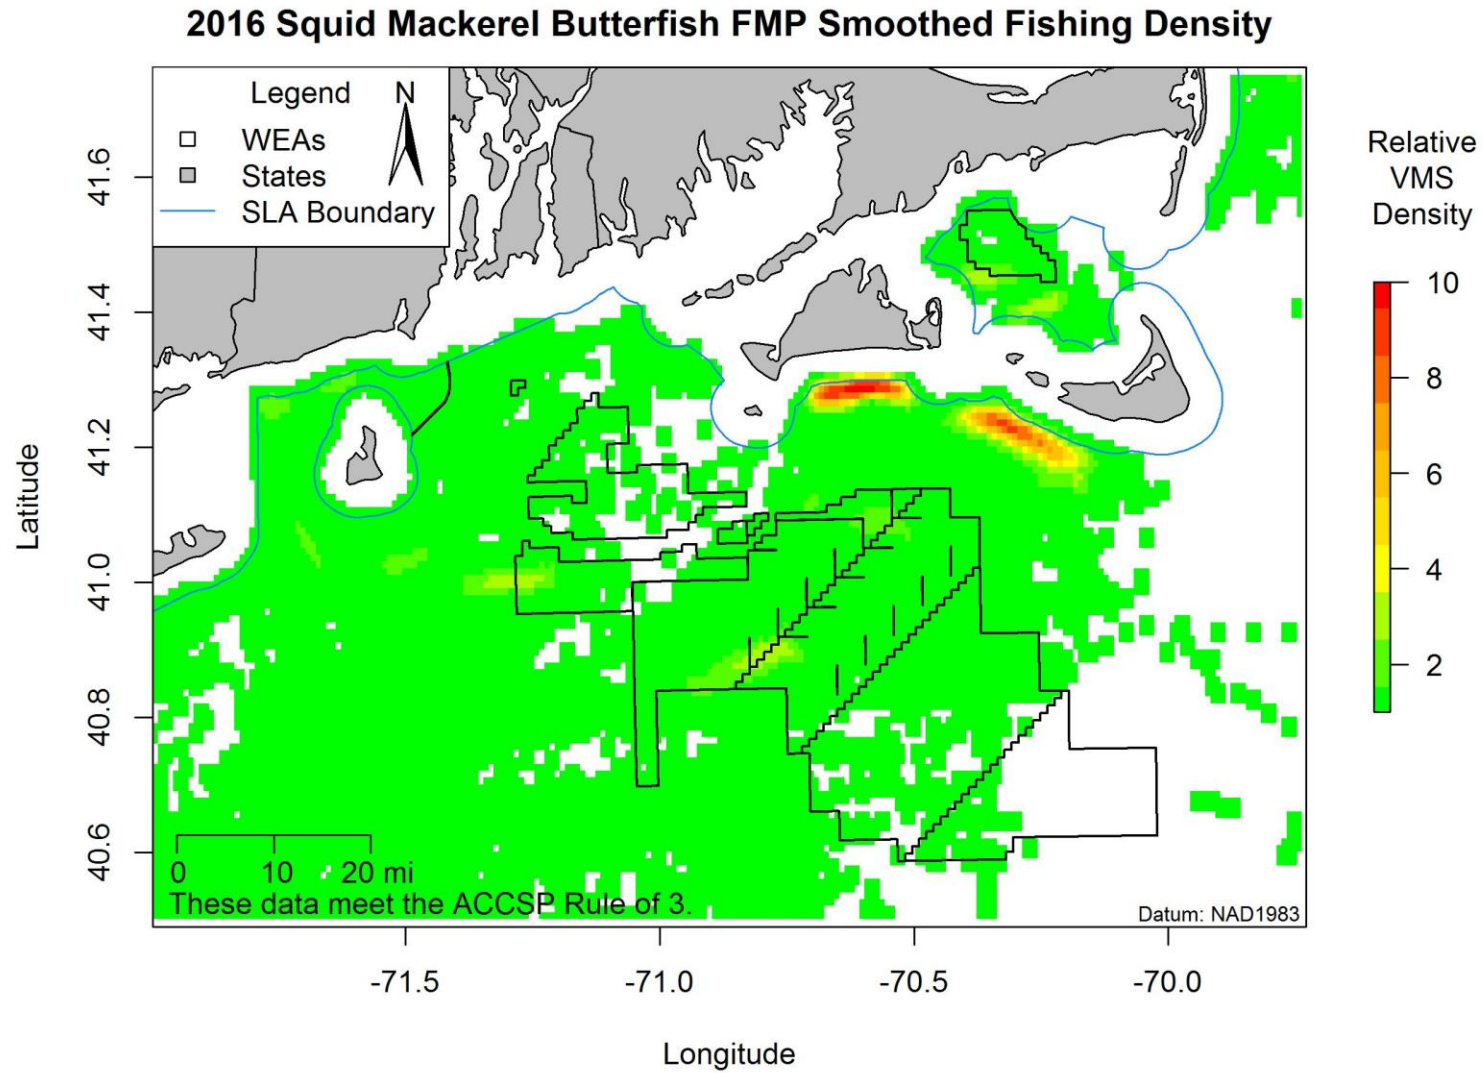 2016 Squid Mackerel Butterfish FMP Smoothed Fishing Density
Legend
N
WEAs
States
SLA Boundary
Relative
VMS
Density
10
8
6
4
2
41.6
41.4
41.2
41.0
40.8
40.6
Latitude
0 10 20 mi
These data meet the ACCSP Rule of 3.
Datum: NAD1983
-71.5 -71.0 -70.5 -70.0
Longitude